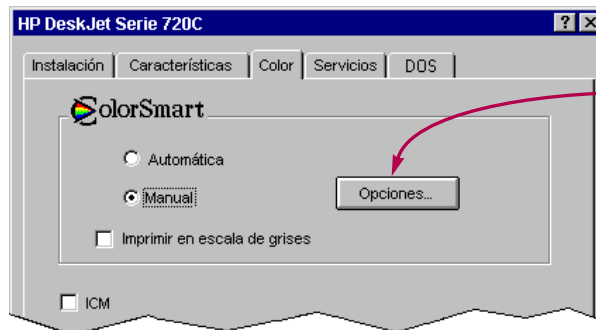 HP DeskJet Serie 720C
Instalación Características Color Servicios DOS
ColorSmart
Automática
Manual Opciones...
Imprimir en escala de grises
ICM